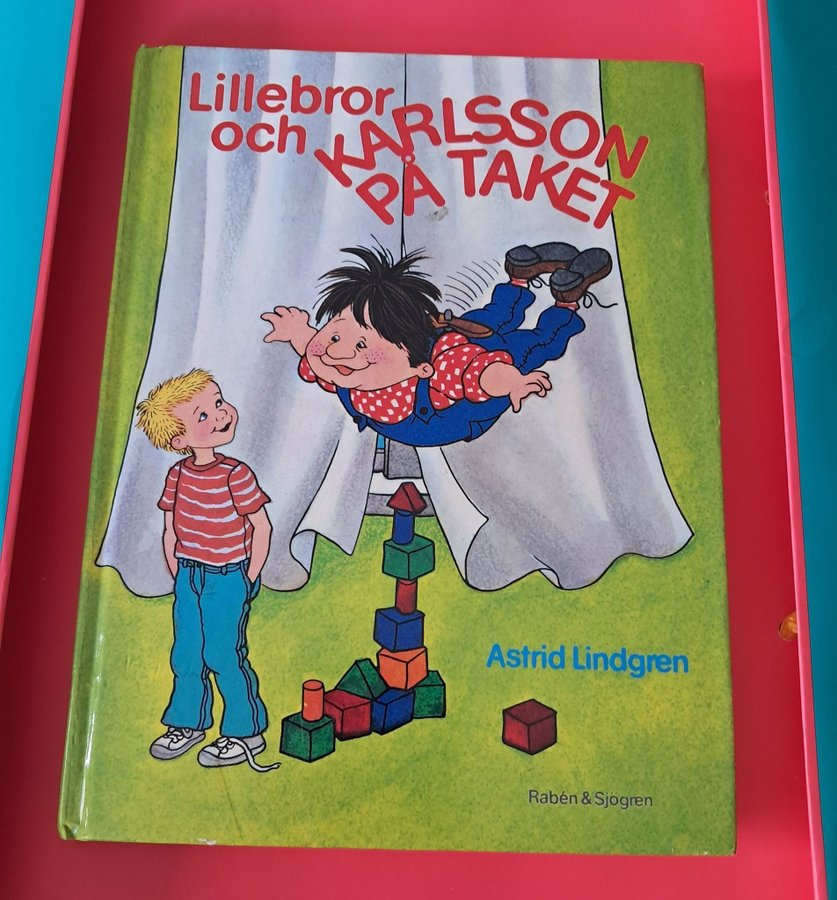 Lillebror
och KARLSSON
PÅ TAKET
Astrid Lindgren
Rabén & Sjögren